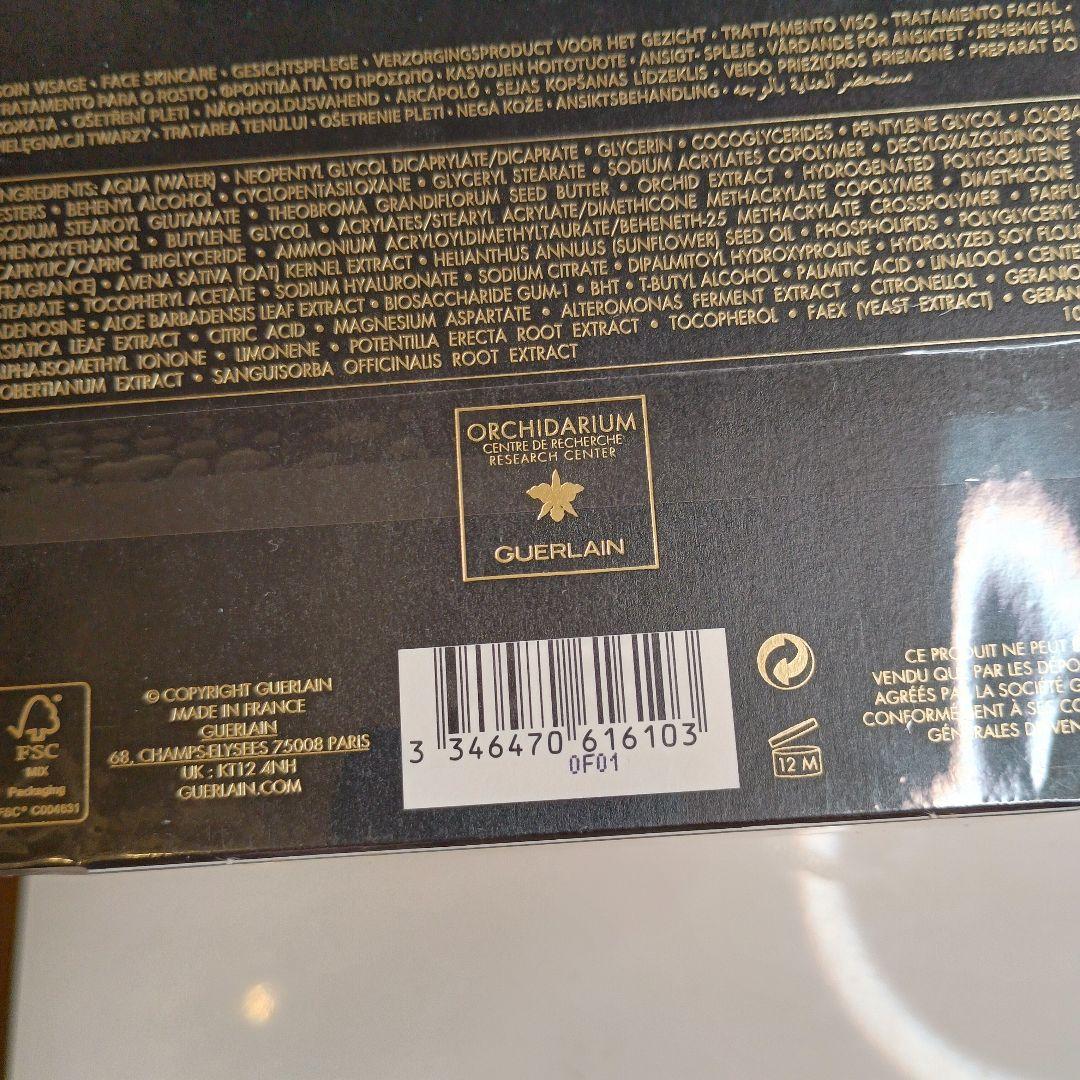 SOIN VISAGE • FACE SKINCARE • GESICHTSPFLEGE • VERZORGINGSPRODUCT VOOR HET GEZICHT • TRATTAMENTO VISO • TRATAMIENTO FACIAL •
TRATAMENTO PARA O ROSTO • ΦΡΟΝΤΙΔΑ ΓΙΑ ΤΟ ΠΡΟΣΩΠΟ • KASVOJEN HOITOTUOTE • ANSIGT- SPLEJE • VÅRDANDE FÖR ANSIKTET • ЛЕЧЕНИЕ НА
• OŠETŘENÍ PLETI • NÄOHOOLDUSVAHEND • ARCÁPOLÓ • SEJAS KOPŠANAS LĪDZEKLIS • VEIDO PRIEŽIŪROS PRIEMONĖ • PREPARAT DO
PIELĘGNACJI TWARZY • TRATAREA TENULUI • OŠETRENIE PLETI • NEGA KOŽE • ANSIKTSBEHANDLING • مستحضر للعناية بالوجه
INGREDIENTS: AQUA (WATER) • NEOPENTYL GLYCOL DICAPRYLATE/DICAPRATE • GLYCERIN • COCOGLYCERIDES • PENTYLENE GLYCOL • JOJOBA
ESTERS • BEHENYL ALCOHOL • CYCLOPENTASILOXANE • GLYCERYL STEARATE • SODIUM ACRYLATES COPOLYMER • DECYLOXAZOLIDINONE
SODIUM STEAROYL GLUTAMATE • THEOBROMA GRANDIFLORUM SEED BUTTER • ORCHID EXTRACT • HYDROGENATED POLYISOBUTENE
PHENOXYETHANOL • BUTYLENE GLYCOL • ACRYLATES/STEARYL ACRYLATE/DIMETHICONE METHACRYLATE COPOLYMER • DIMETHICONE
CAPRYLIC/CAPRIC TRIGLYCERIDE • AMMONIUM ACRYLOYLDIMETHYLTAURATE/BEHENETH-25 METHACRYLATE CROSSPOLYMER • PARFUM
(FRAGRANCE) • AVENA SATIVA (OAT) KERNEL EXTRACT • HELIANTHUS ANNUUS (SUNFLOWER) SEED OIL • PHOSPHOLIPIDS • POLYGLYCERYL-
STEARATE • TOCOPHERYL ACETATE • SODIUM HYALURONATE • SODIUM CITRATE • DIPALMITOYL HYDROXYPROLINE • HYDROLYZED SOY FLOUR
ADENOSINE • ALOE BARBADENSIS LEAF EXTRACT • BIOSACCHARIDE GUM-1 • BHT • T-BUTYL ALCOHOL • PALMITIC ACID • LINALOOL •
ASIATICA LEAF EXTRACT • CITRIC ACID • MAGNESIUM ASPARTATE • ALTEROMONAS FERMENT EXTRACT • CITRONELLOL •
ALPHA-ISOMETHYL IONONE • LIMONENE • POTENTILLA ERECTA ROOT EXTRACT • TOCOPHEROL • FAEX (YEAST EXTRACT) •
ROBERTIANUM EXTRACT • SANGUISORBA OFFICINALIS ROOT EXTRACT
ORCHIDARIUM
CENTRE DE RECHERCHE
RESEARCH CENTER
GUERLAIN
FSC
MIX
Packaging
FSC® C004631
© COPYRIGHT GUERLAIN
MADE IN FRANCE
GUERLAIN
68, CHAMPS-ELYSEES 75008 PARIS
UK : KT12 4NH
GUERLAIN.COM
3 346470 616103
0F01
12 M
CE PRODUIT NE PEUT
VENDU QUE PAR LES
AGRÉÉS PAR LA SOCIÉTÉ
CONFORMÉMENT À SES
GÉNÉRALES DE VENTE